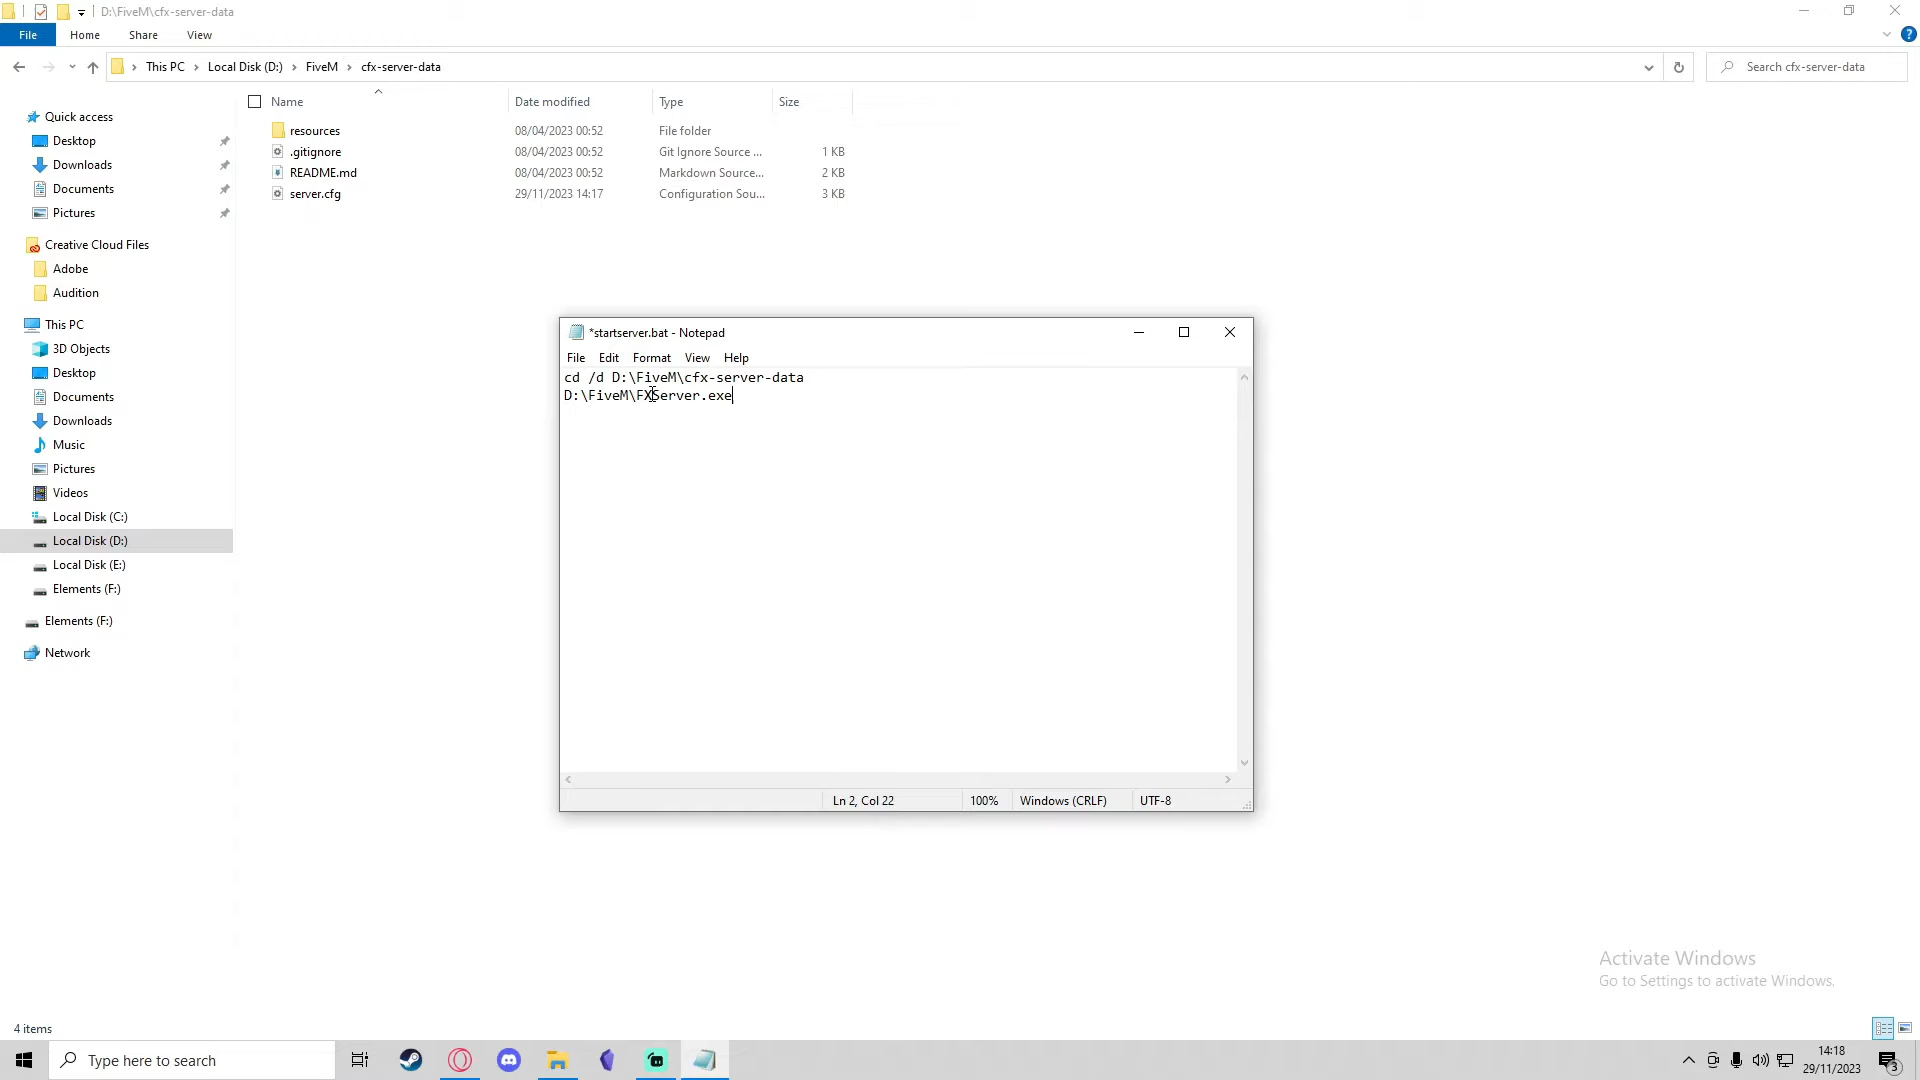 D:\FiveM\cfx-server-data
File Home Share View
This PC Local Disk (D:) FiveM cfx-server-data
Search cfx-server-data
Name Date modified Type Size
resources 08/04/2023 00:52 File folder
.gitignore 08/04/2023 00:52 Git Ignore Source ... 1 KB
README.md 08/04/2023 00:52 Markdown Source... 2 KB
server.cfg 29/11/2023 14:17 Configuration Sou... 3 KB
Quick access
Desktop
Downloads
Documents
Pictures
Creative Cloud Files
Adobe
Audition
This PC
3D Objects
Desktop
Documents
Downloads
Music
Pictures
Videos
Local Disk (C:)
Local Disk (D:)
Local Disk (E:)
Elements (F:)
Elements (F:)
Network
*startserver.bat - Notepad
File Edit Format View Help
cd /d D:\FiveM\cfx-server-data
D:\FiveM\FXServer.exe
Ln 2, Col 22 100% Windows (CRLF) UTF-8
Activate Windows
Go to Settings to activate Windows.
4 items
Type here to search
14:18
29/11/2023
3